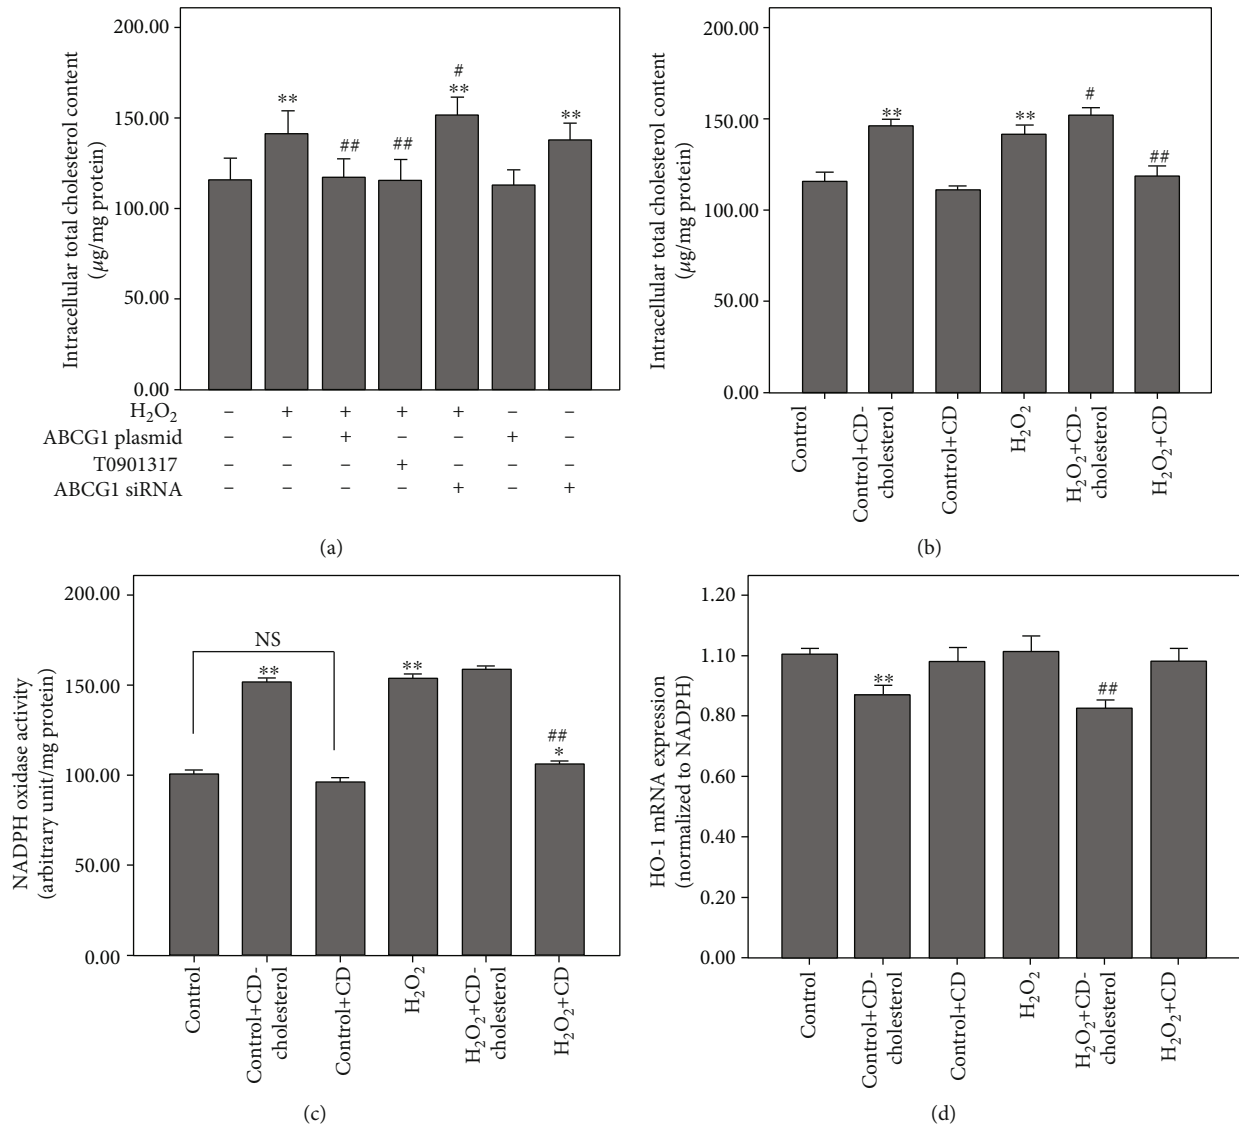 200.00
150.00
100.00
50.00
0.00
Intracellular total cholesterol content
(μg/mg protein)
**
##
##
#
**
**
H₂O₂ − + + + + − −
ABCG1 plasmid − − + − − + −
T0901317 − − − + − − −
ABCG1 siRNA − − − − + − +
(a)
200.00
150.00
100.00
50.00
0.00
Intracellular total cholesterol content
(μg/mg protein)
**
**
#
##
Control
Control+CD-
cholesterol
Control+CD
H₂O₂
H₂O₂+CD-
cholesterol
H₂O₂+CD
(b)
200.00
150.00
100.00
50.00
0.00
NADPH oxidase activity
(arbitrary unit/mg protein)
NS
**
**
##
*
Control
Control+CD-
cholesterol
Control+CD
H₂O₂
H₂O₂+CD-
cholesterol
H₂O₂+CD
(c)
1.20
1.10
0.80
0.60
0.40
0.20
0.00
HO-1 mRNA expression
(normalized to NADPH)
**
##
Control
Control+CD-
cholesterol
Control+CD
H₂O₂
H₂O₂+CD-
cholesterol
H₂O₂+CD
(d)